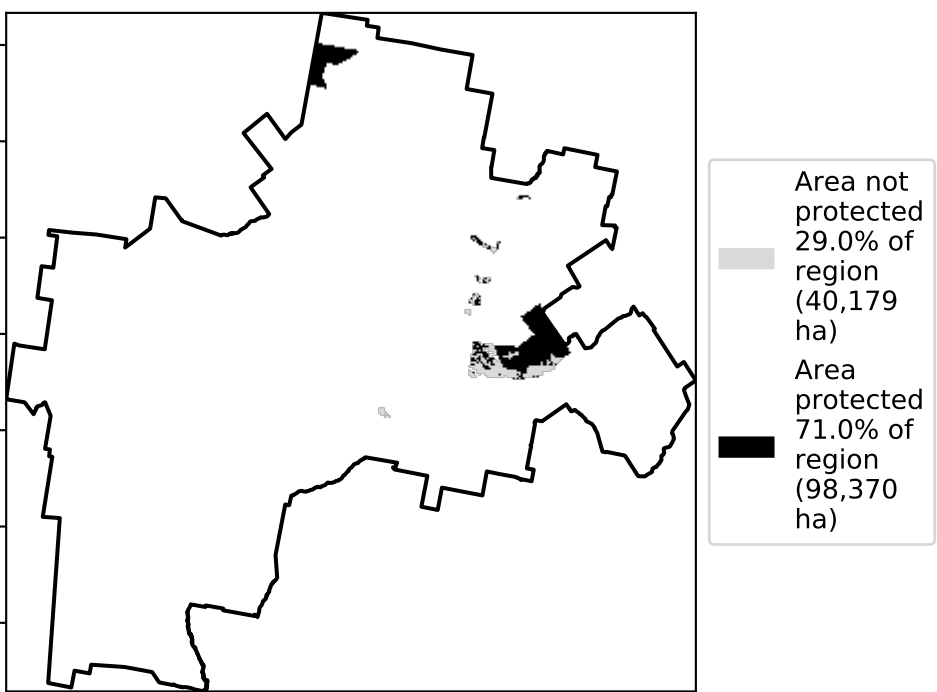 Area not
protected
29.0% of
region
(40,179
ha)
Area
protected
71.0% of
region
(98,370
ha)